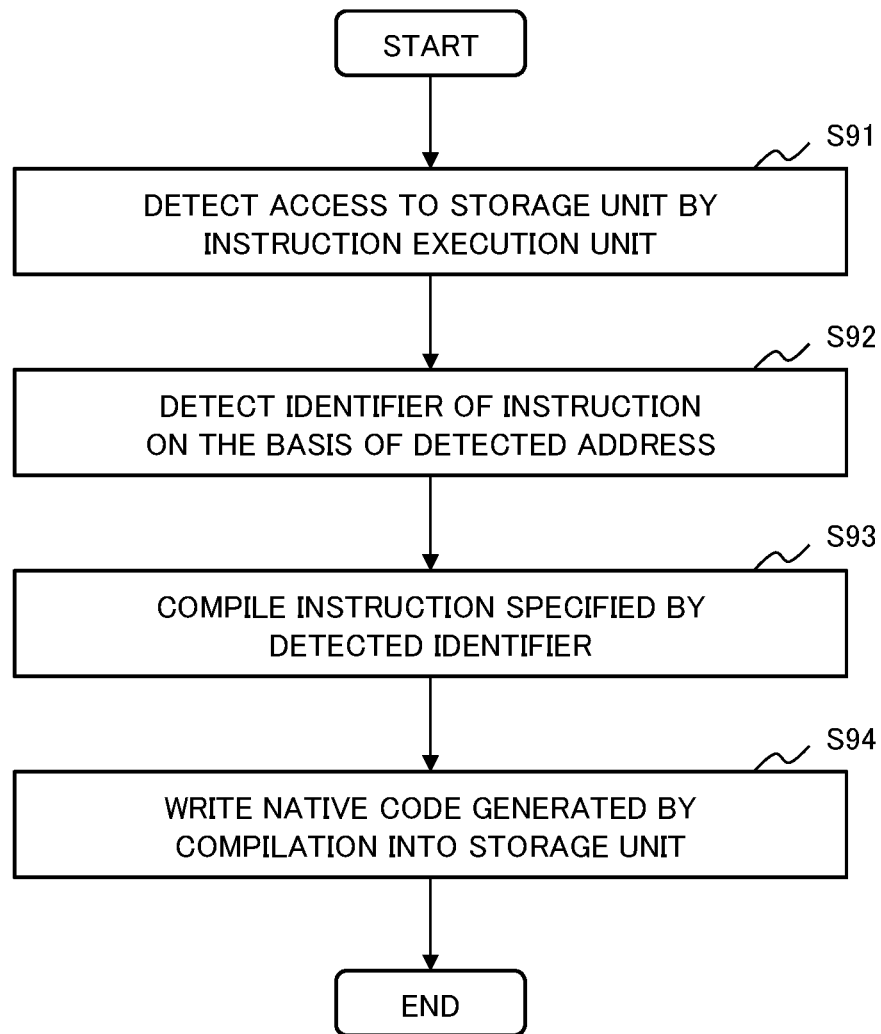 START
S91
DETECT ACCESS TO STORAGE UNIT BY
INSTRUCTION EXECUTION UNIT
S92
DETECT IDENTIFIER OF INSTRUCTION
ON THE BASIS OF DETECTED ADDRESS
S93
COMPILE INSTRUCTION SPECIFIED BY
DETECTED IDENTIFIER
S94
WRITE NATIVE CODE GENERATED BY
COMPILATION INTO STORAGE UNIT
END